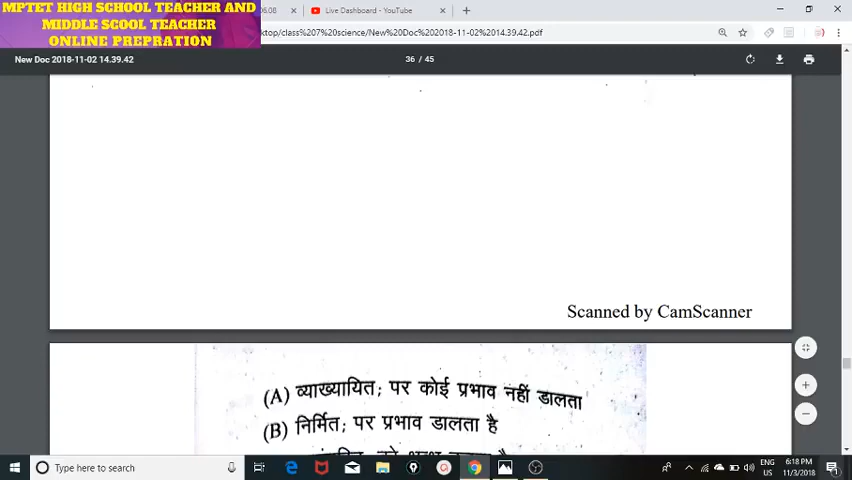 MPTET HIGH SCHOOL TEACHER AND
MIDDLE SCOOL TEACHER
ONLINE PREPRATION
06.08
Live Dashboard - YouTube
ktop/class%207%20science/New%20Doc%202018-11-02%2014.39.42.pdf
New Doc 2018-11-02 14.39.42
36 / 45
Scanned by CamScanner
(A) व्याख्यायित; पर कोई प्रभाव नहीं डालता
(B) निर्मित; पर प्रभाव डालता है
Type here to search
ENG
US
6:18 PM
11/3/2018